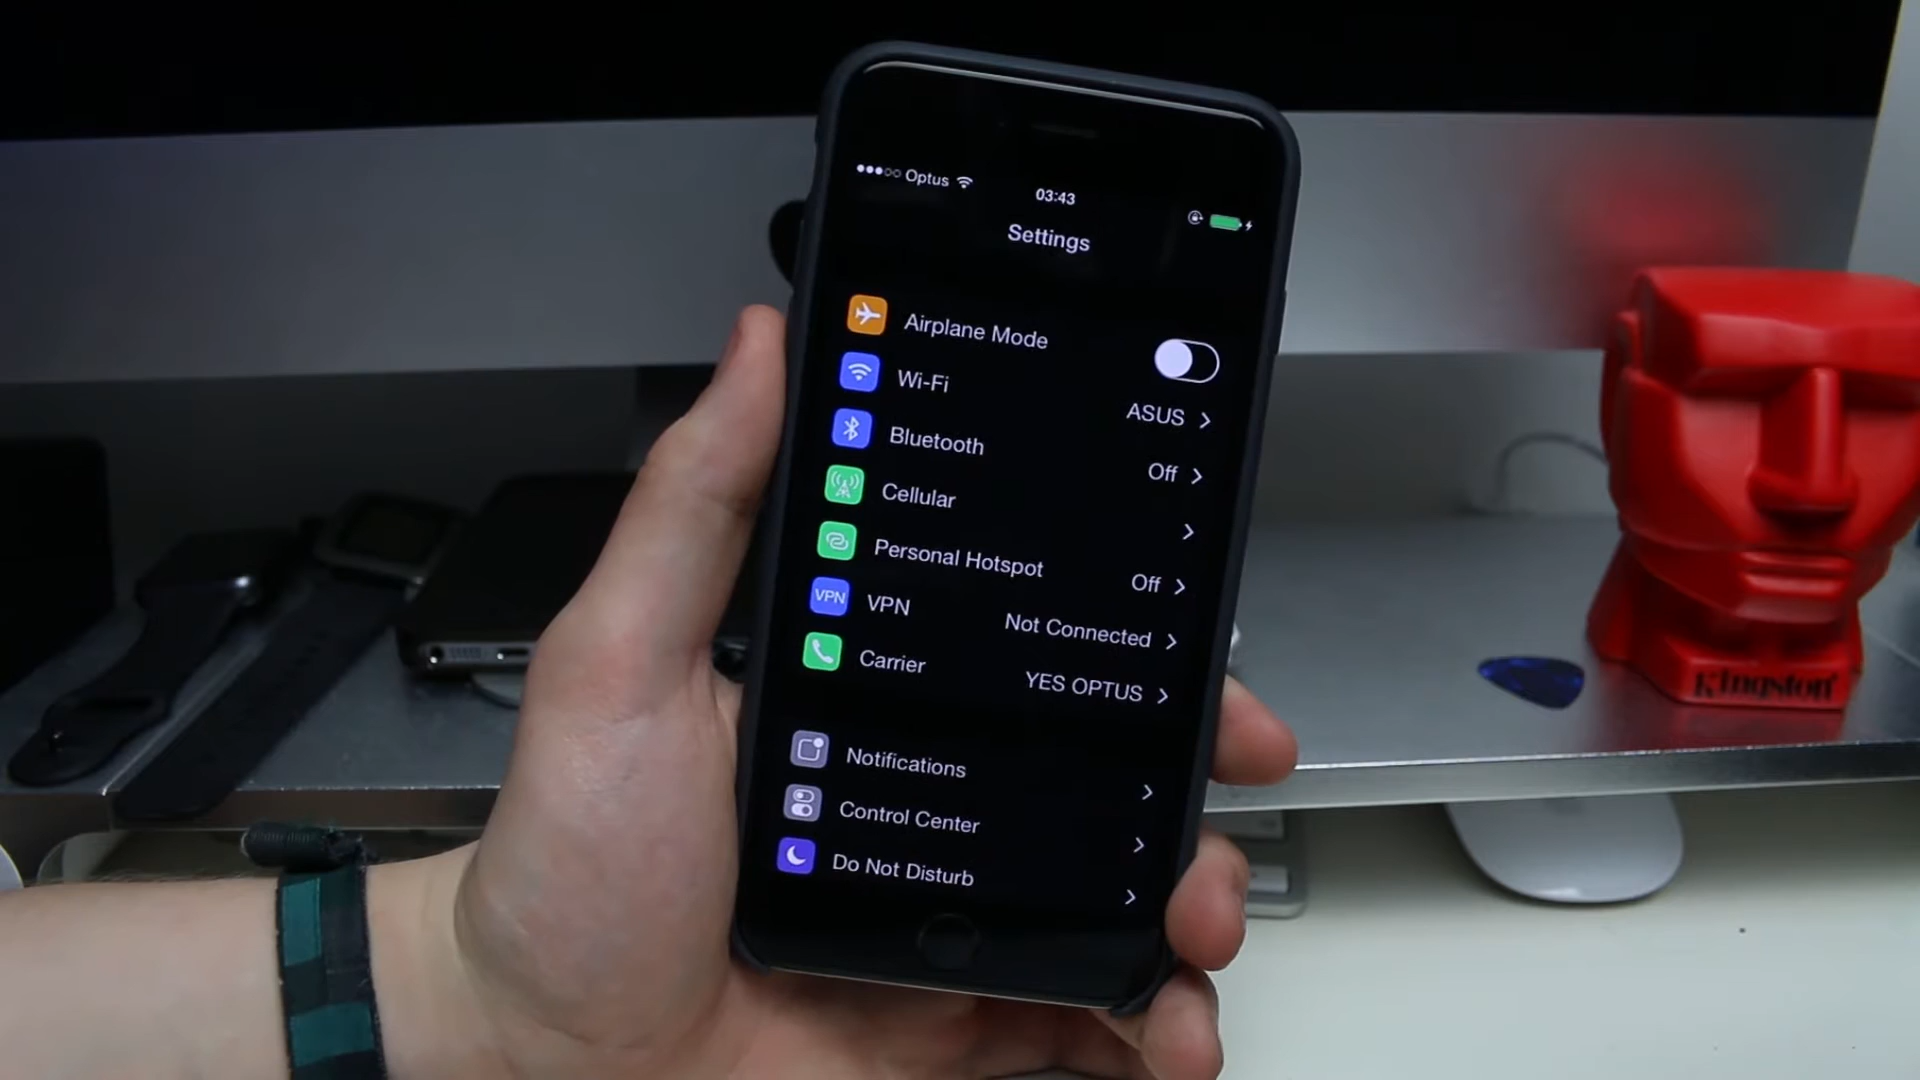 Optus
03:43
Settings
Airplane Mode
Wi-Fi ASUS
Bluetooth Off
Cellular
Personal Hotspot Off
VPN VPN Not Connected
Carrier YES OPTUS
Notifications
Control Center
Do Not Disturb
Kingston